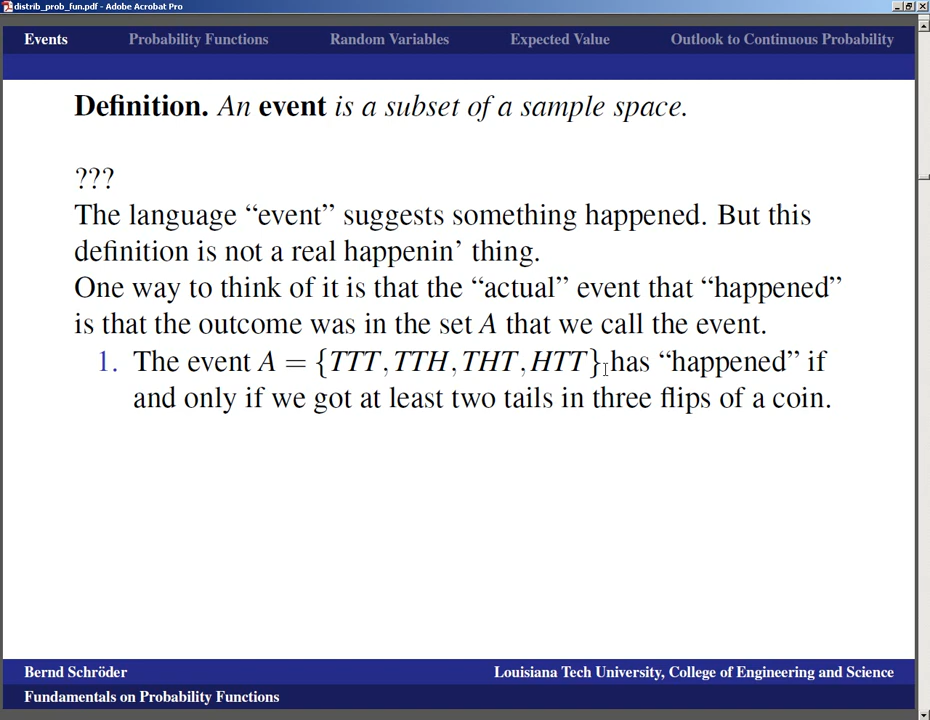 distrib_prob_fun.pdf - Adobe Acrobat Pro
Events Probability Functions Random Variables Expected Value Outlook to Continuous Probability
Definition. An event is a subset of a sample space.
???
The language “event” suggests something happened. But this
definition is not a real happenin’ thing.
One way to think of it is that the “actual” event that “happened”
is that the outcome was in the set A that we call the event.
1. The event A = {TTT, TTH, THT, HTT} has “happened” if
and only if we got at least two tails in three flips of a coin.
Bernd Schröder Louisiana Tech University, College of Engineering and Science
Fundamentals on Probability Functions